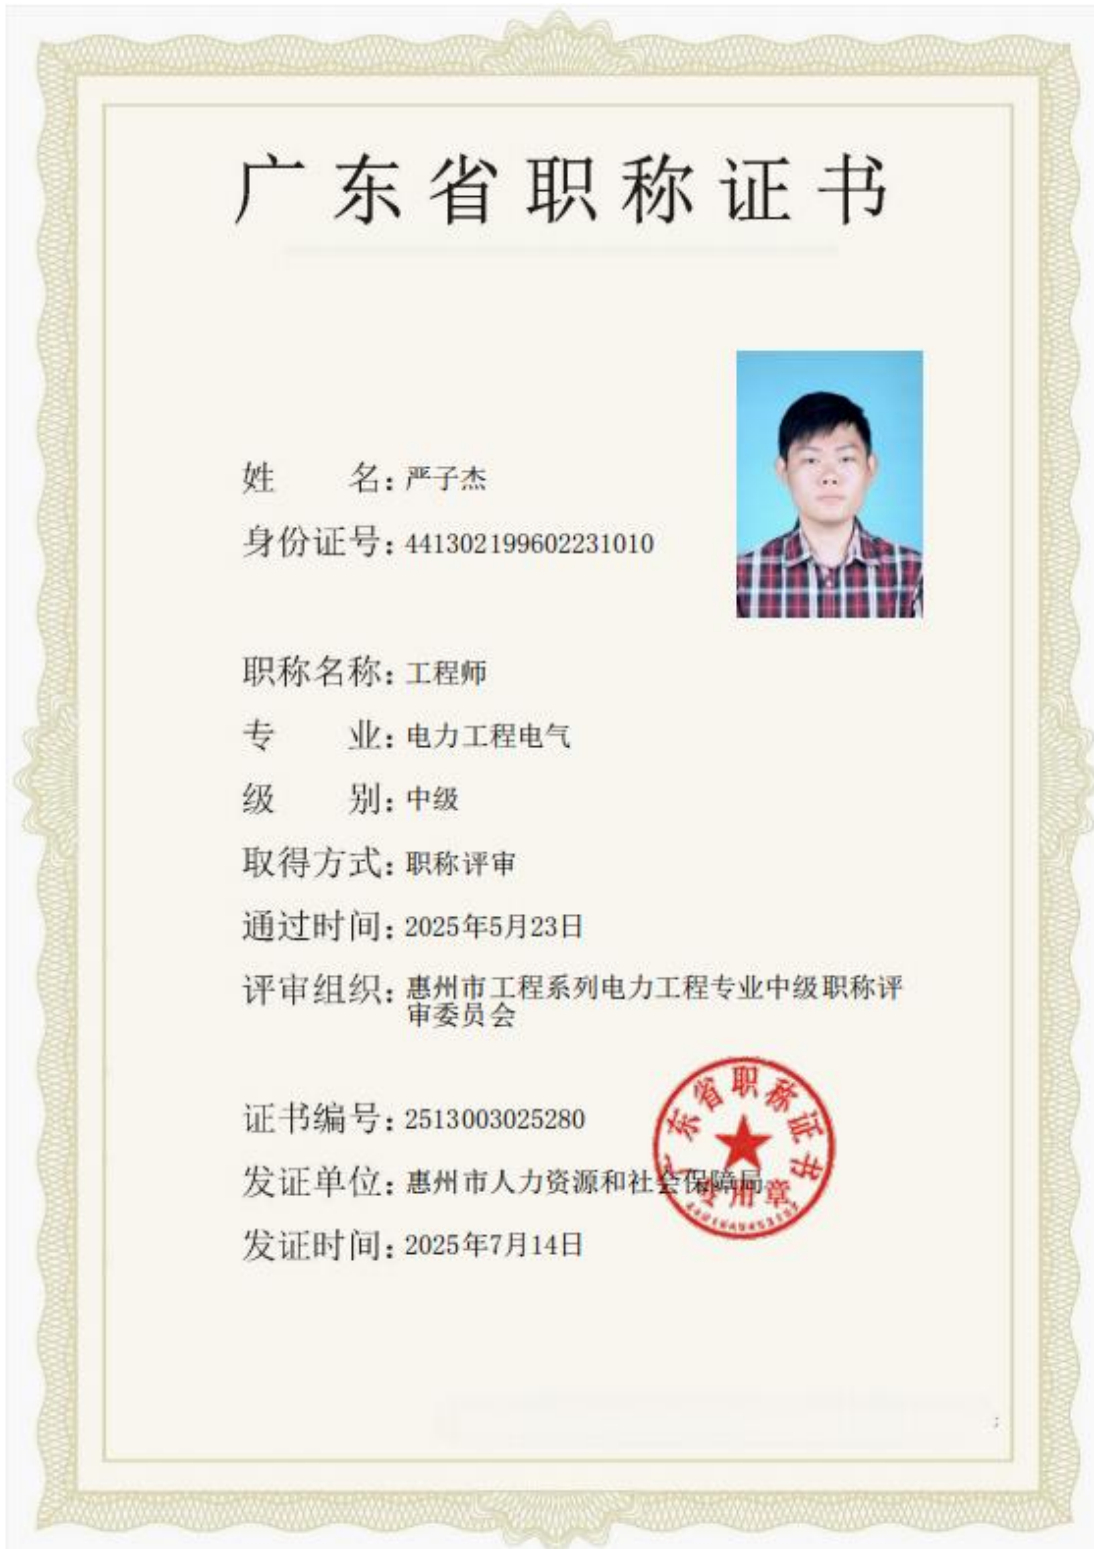 广东省职称证书
姓 名：严子杰
身份证号：441302199602231010
职称名称：工程师
专 业：电力工程电气
级 别：中级
取得方式：职称评审
通过时间：2025年5月23日
评审组织：惠州市工程系列电力工程专业中级职称评
审委员会
证书编号：2513003025280
发证单位：惠州市人力资源和社会保障局
发证时间：2025年7月14日
广东省职称证书
专用章